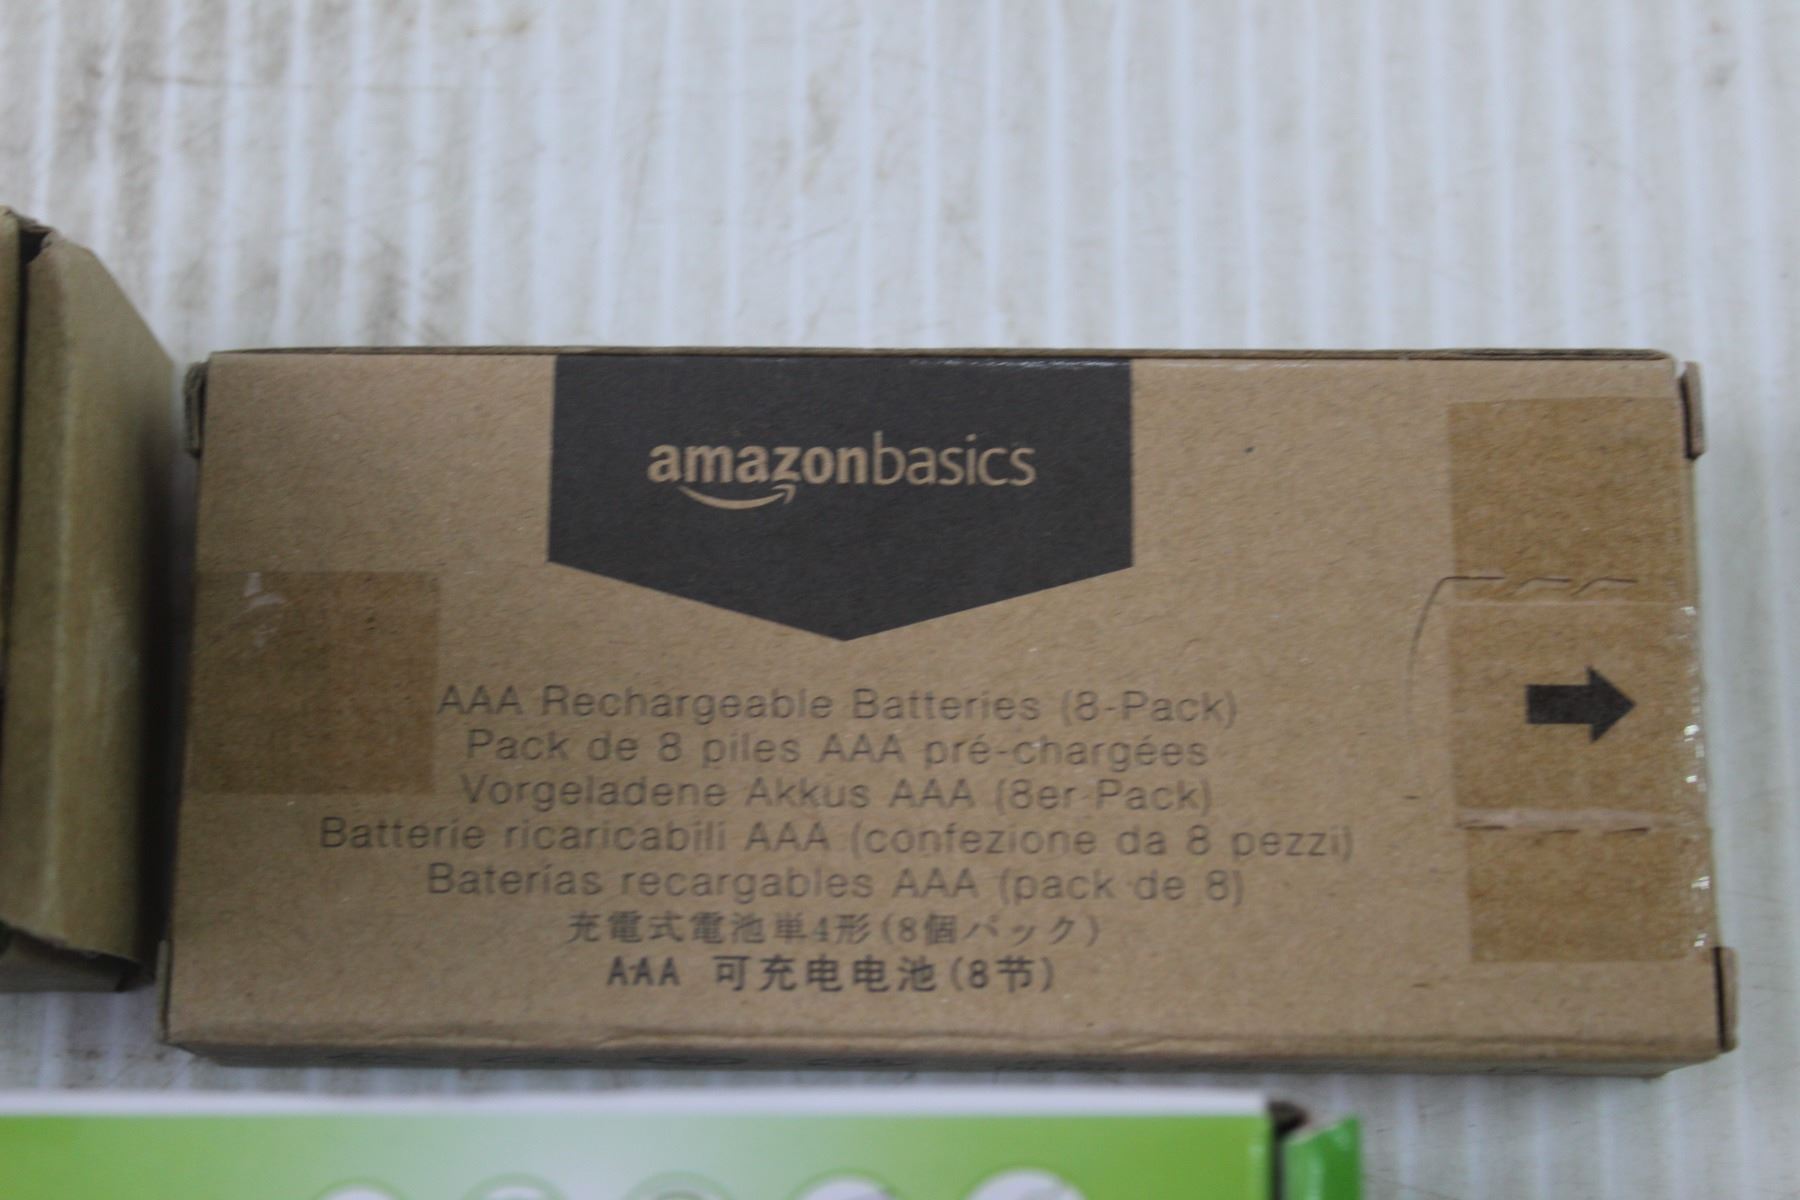 amazonbasics
AAA Rechargeable Batteries (8-Pack)
Pack de 8 piles AAA pré-chargées
Vorgeladene Akkus AAA (8er Pack)
Batterie ricaricabili AAA (confezione da 8 pezzi)
Baterías recargables AAA (pack de 8)
充電式電池単4形(8個パック)
AAA 可充电电池(8节)